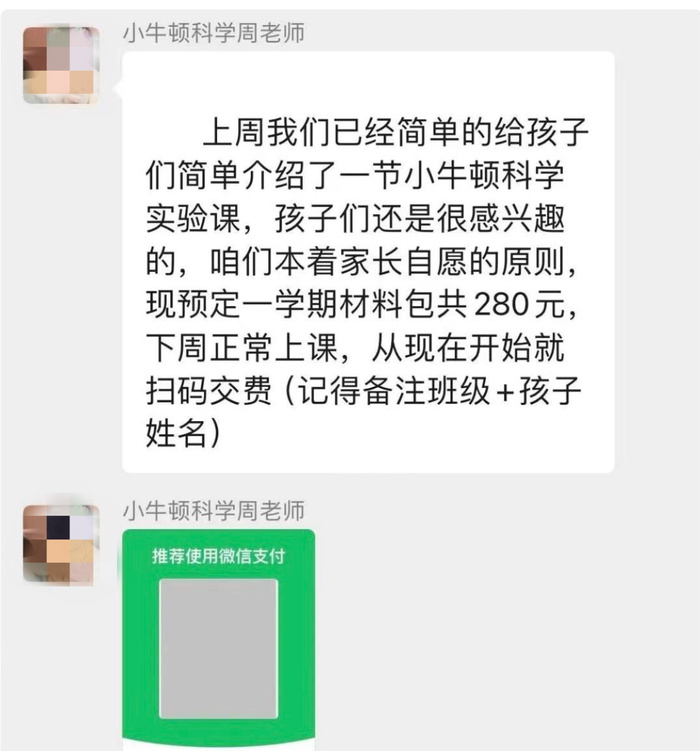 小牛顿科学周老师
上周我们已经简单的给孩子
们简单介绍了一节小牛顿科学
实验课，孩子们还是很感兴趣
的，咱们本着家长自愿的原则，
现预定一学期材料包共280元，
下周正常上课，从现在开始就
扫码交费（记得备注班级+孩子
姓名）
小牛顿科学周老师
推荐使用微信支付